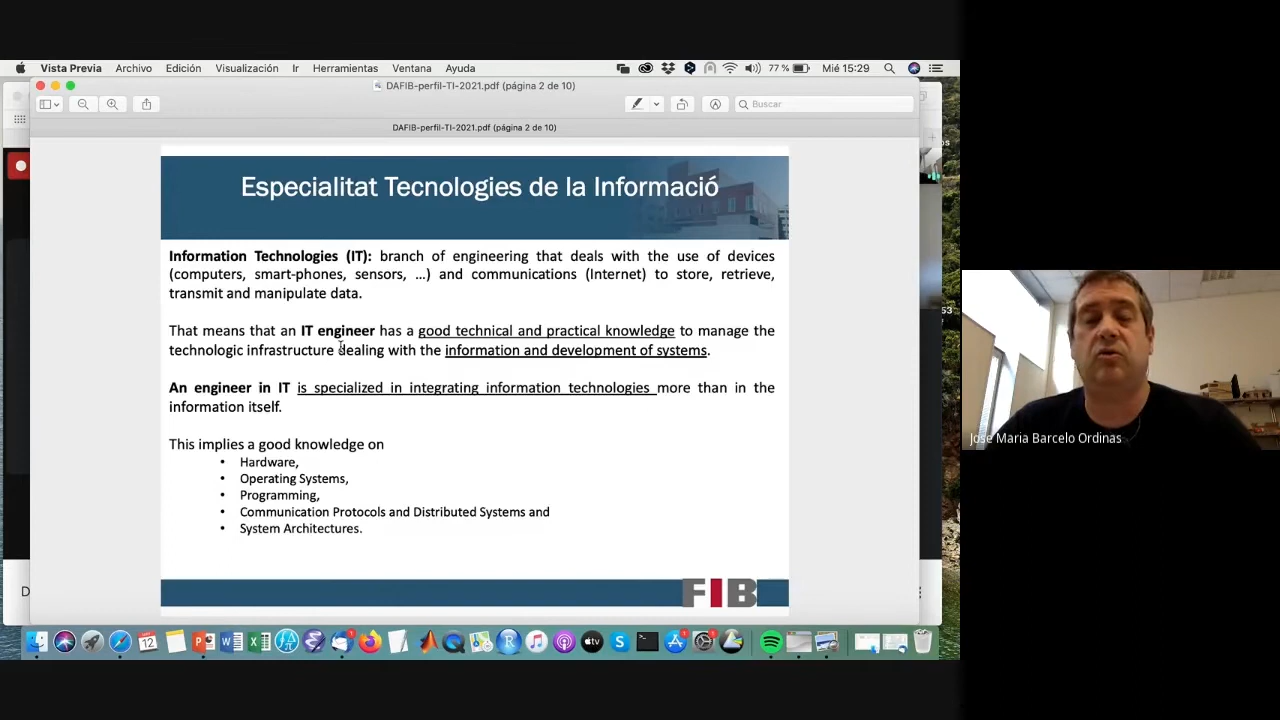 Vista Previa Archivo Edición Visualización Ir Herramientas Ventana Ayuda 77 % Mié 15:29
DAFIB-perfil-TI-2021.pdf (página 2 de 10)
Buscar
DAFIB-perfil-TI-2021.pdf (página 2 de 10)
Especialitat Tecnologies de la Informació
Information Technologies (IT): branch of engineering that deals with the use of devices
(computers, smart-phones, sensors, ...) and communications (Internet) to store, retrieve,
transmit and manipulate data.
That means that an IT engineer has a good technical and practical knowledge to manage the
technologic infrastructure dealing with the information and development of systems.
An engineer in IT is specialized in integrating information technologies more than in the
information itself.
This implies a good knowledge on
• Hardware,
• Operating Systems,
• Programming,
• Communication Protocols and Distributed Systems and
• System Architectures.
FIB
Jose Maria Barcelo Ordinas
os
53
D
12